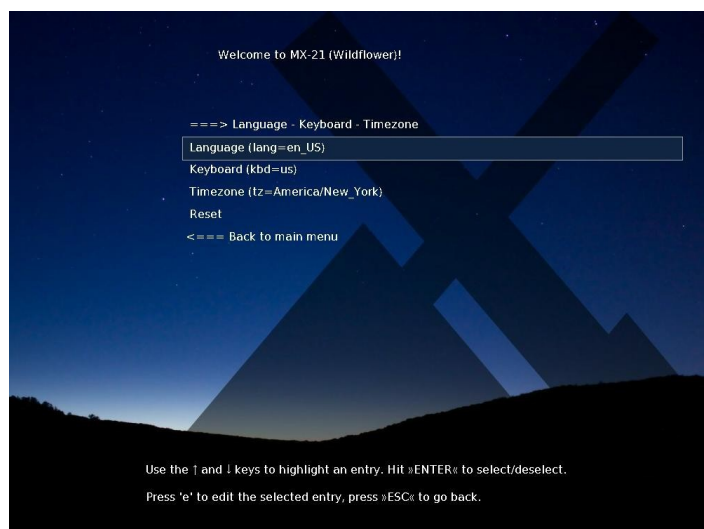 Welcome to MX-21 (Wildflower)!
===> Language - Keyboard - Timezone
Language (lang=en_US)
Keyboard (kbd=us)
Timezone (tz=America/New_York)
Reset
<=== Back to main menu
Use the ↑ and ↓ keys to highlight an entry. Hit »ENTER« to select/deselect.
Press 'e' to edit the selected entry, press »ESC« to go back.